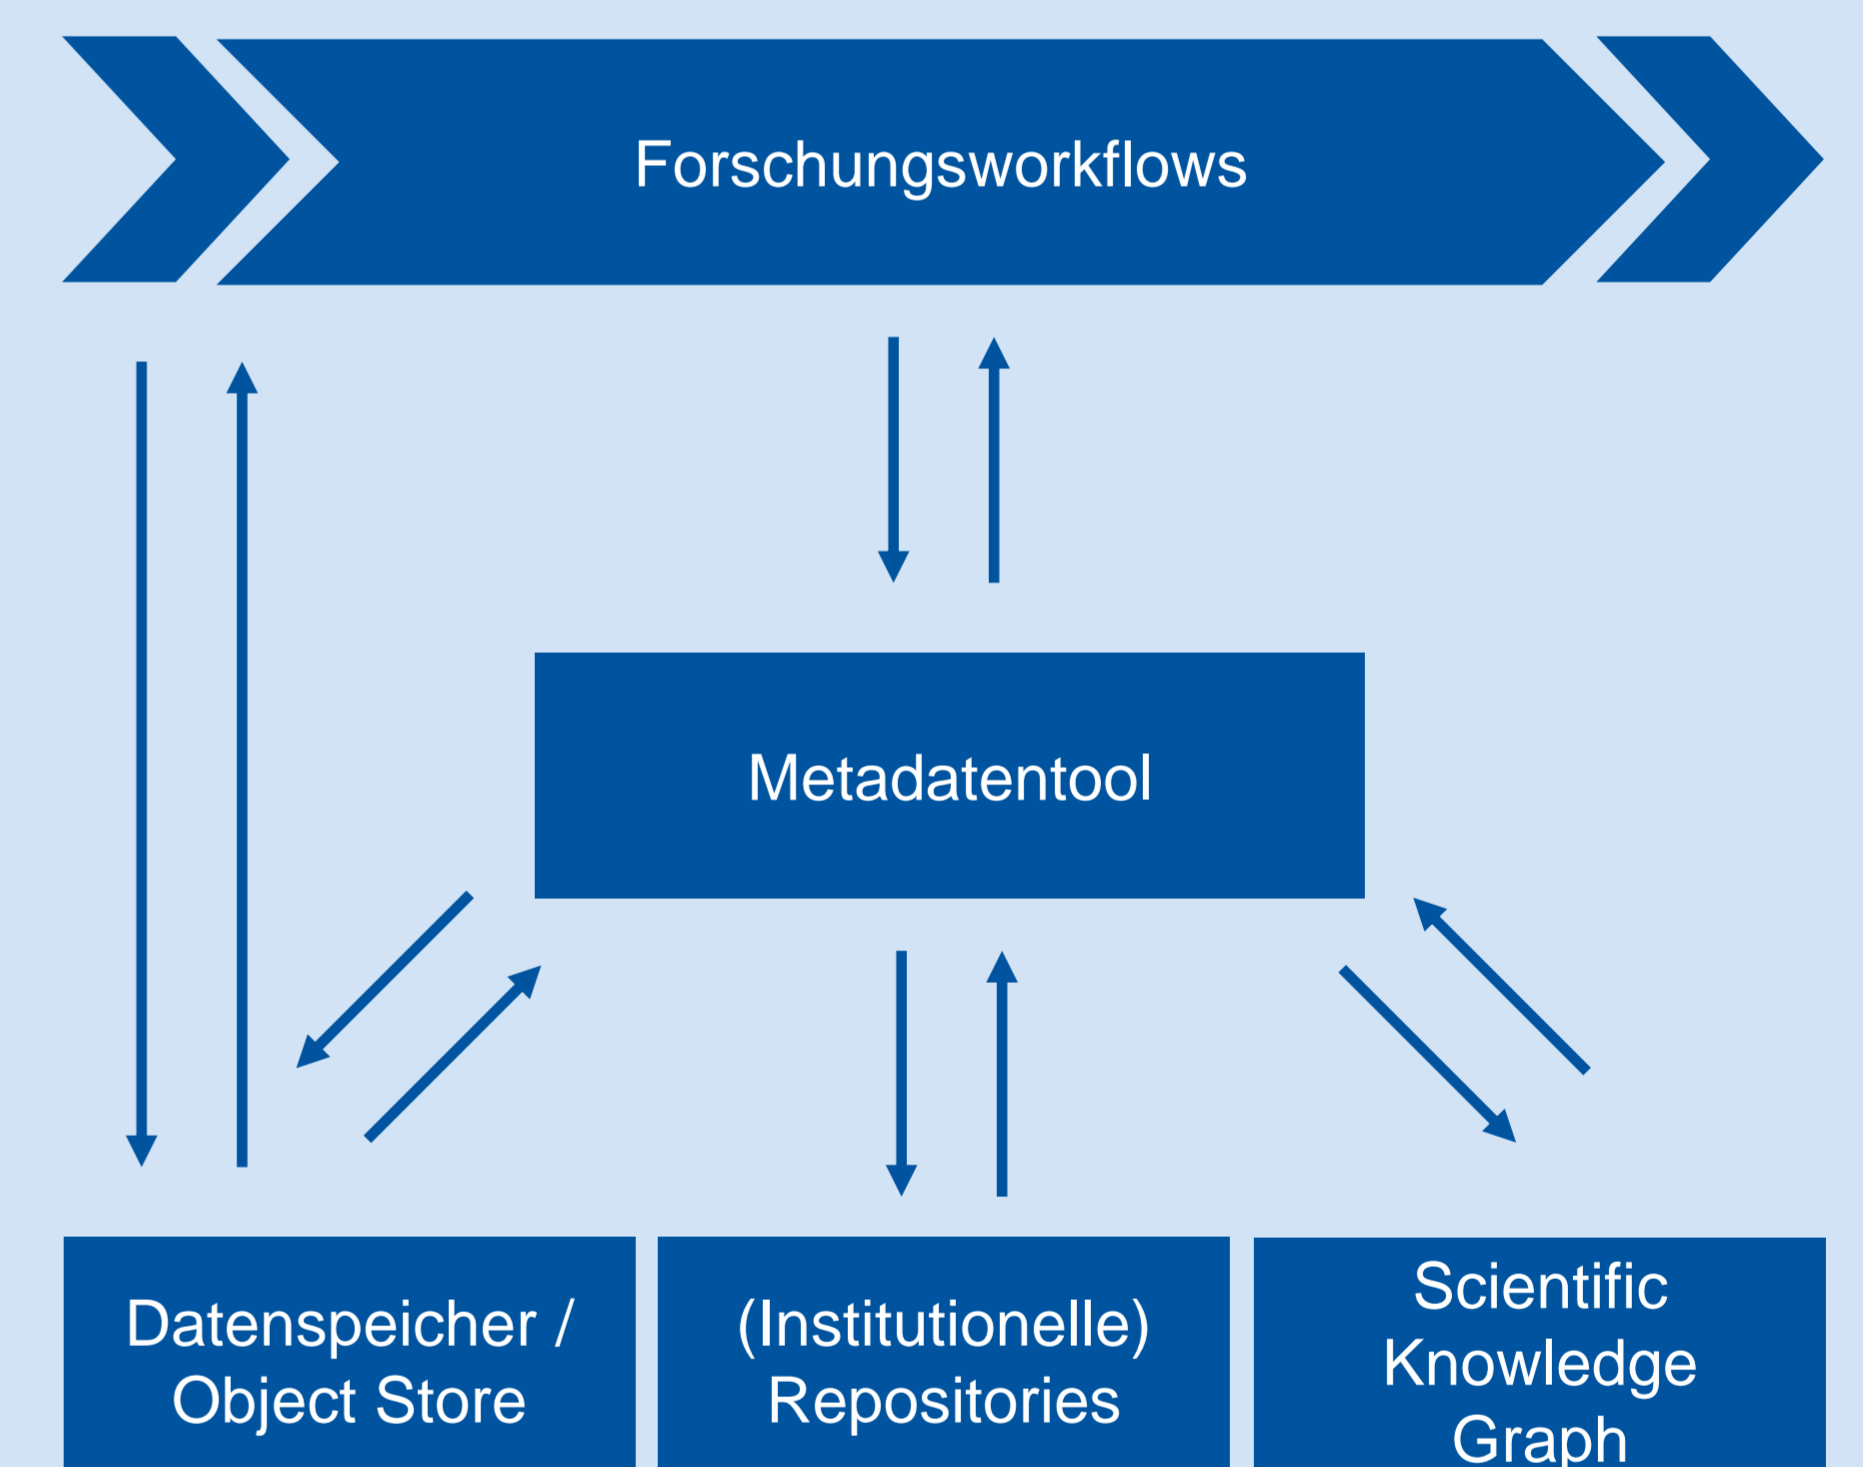 Forschungsworkflows
Metadatentool
Datenspeicher /
Object Store
(Institutionelle)
Repositories
Scientific
Knowledge
Graph